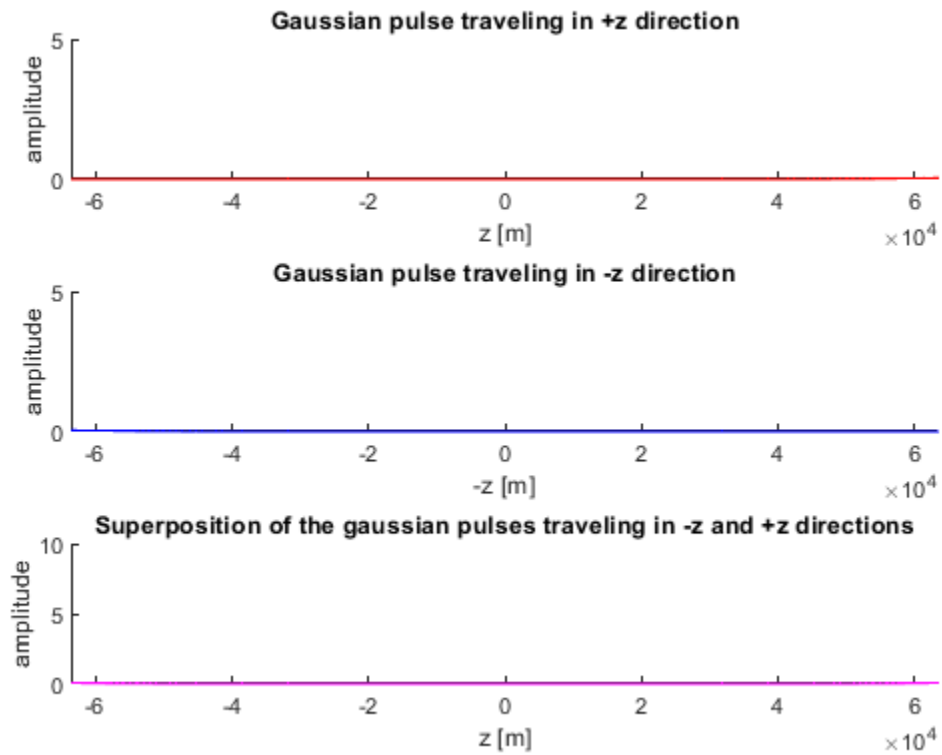 Gaussian pulse traveling in +z direction
5
amplitude
0
-6 -4 -2 0 2 4 6
z [m]
×10^4
Gaussian pulse traveling in -z direction
5
amplitude
0
-6 -4 -2 0 2 4 6
-z [m]
×10^4
Superposition of the gaussian pulses traveling in -z and +z directions
10
5
amplitude
0
-6 -4 -2 0 2 4 6
z [m]
×10^4